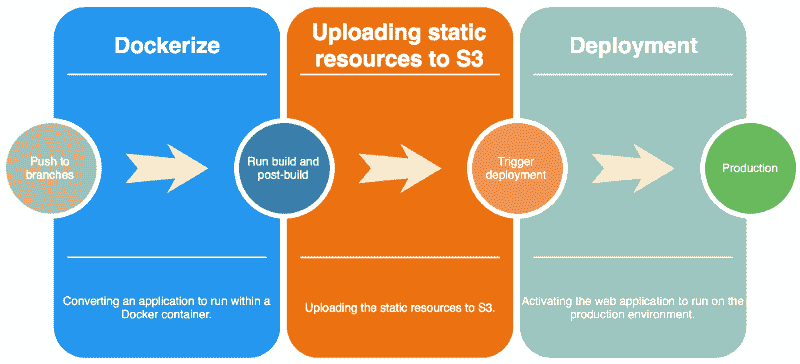 Dockerize
Uploading static
resources to S3
Deployment
Push to
branches
Run build and
post-build
Trigger
deployment
Production
Converting an application to run within a
Docker container.
Uploading the static resources to S3.
Activating the web application to run on the
production environment.